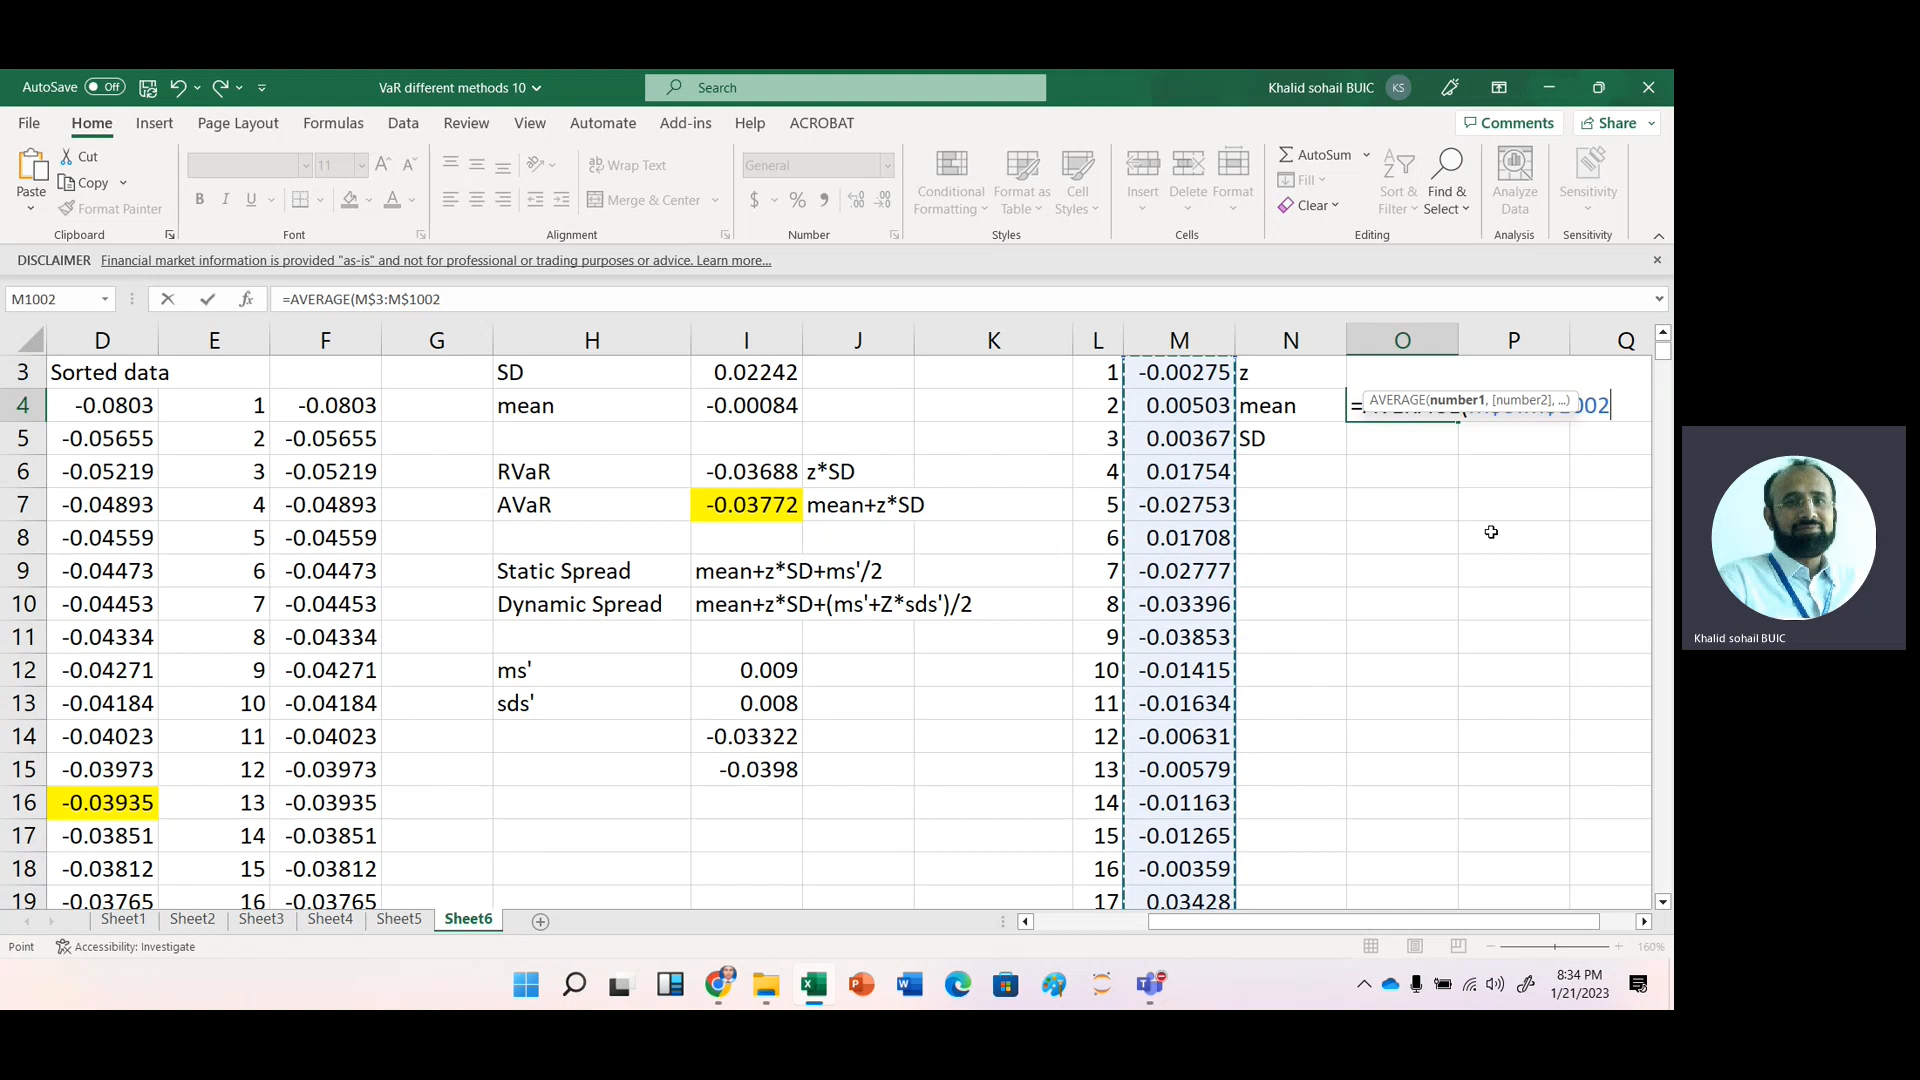 AutoSave Off VaR different methods 10 Search Khalid sohail BUIC KS
File Home Insert Page Layout Formulas Data Review View Automate Add-ins Help ACROBAT Comments Share
Paste Cut Copy Format Painter
11 Wrap Text Merge & Center
General $ %
Conditional Formatting Format as Table Cell Styles
Insert Delete Format
AutoSum Fill Clear Sort & Filter Find & Select
Analyze Data Sensitivity
Clipboard Font Alignment Number Styles Cells Editing Analysis Sensitivity
DISCLAIMER Financial market information is provided "as-is" and not for professional or trading purposes or advice. Learn more...
M1002 fx =AVERAGE(M$3:M$1002
D E F G H I J K L M N O P Q
3 Sorted data SD 0.02242 1 -0.00275 z
AVERAGE(number1, [number2], ...)
4 -0.0803 1 -0.0803 mean -0.00084 2 0.00503 mean
5 -0.05655 2 -0.05655 3 0.00367 SD
6 -0.05219 3 -0.05219 RVaR -0.03688 z*SD 4 0.01754
7 -0.04893 4 -0.04893 AVaR -0.03772 mean+z*SD 5 -0.02753
8 -0.04559 5 -0.04559 6 0.01708
9 -0.04473 6 -0.04473 Static Spread mean+z*SD+ms'/2 7 -0.02777
10 -0.04453 7 -0.04453 Dynamic Spread mean+z*SD+(ms'+Z*sds')/2 8 -0.03396
11 -0.04334 8 -0.04334 9 -0.03853
12 -0.04271 9 -0.04271 ms' 0.009 10 -0.01415
13 -0.04184 10 -0.04184 sds' 0.008 11 -0.01634
14 -0.04023 11 -0.04023 -0.03322 12 -0.00631
15 -0.03973 12 -0.03973 -0.0398 13 -0.00579
16 -0.03935 13 -0.03935 14 -0.01163
17 -0.03851 14 -0.03851 15 -0.01265
18 -0.03812 15 -0.03812 16 -0.00359
19 -0.03765 16 -0.03765 17 0.03428
Khalid sohail BUIC
Sheet1 Sheet2 Sheet3 Sheet4 Sheet5 Sheet6
Point Accessibility: Investigate 160%
8:34 PM
1/21/2023